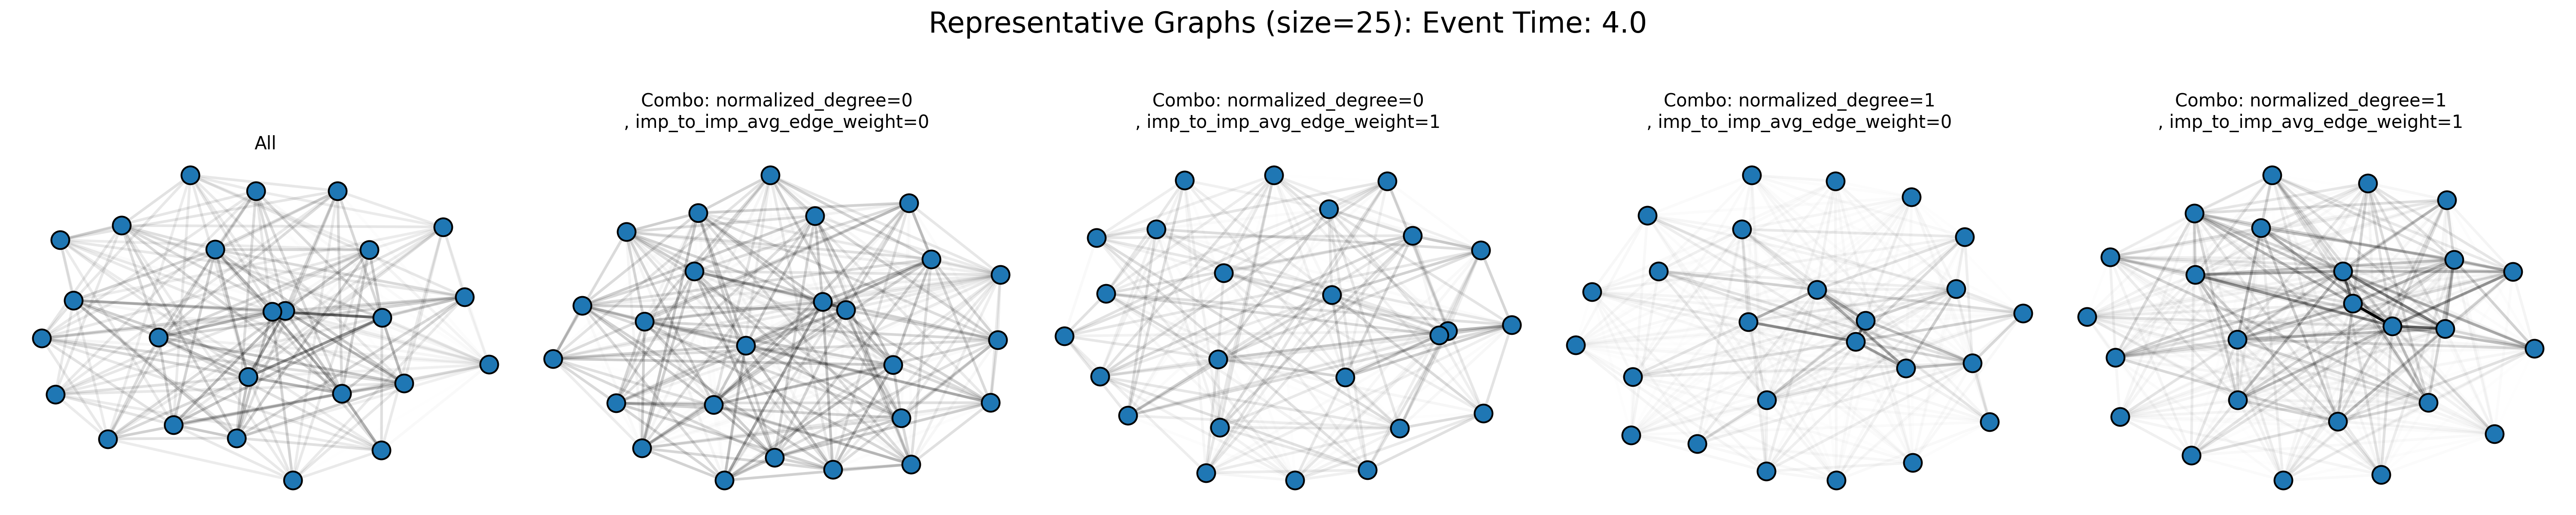 Representative Graphs (size=25): Event Time: 4.0
All
Combo: normalized_degree=0
, imp_to_imp_avg_edge_weight=0
Combo: normalized_degree=0
, imp_to_imp_avg_edge_weight=1
Combo: normalized_degree=1
, imp_to_imp_avg_edge_weight=0
Combo: normalized_degree=1
, imp_to_imp_avg_edge_weight=1